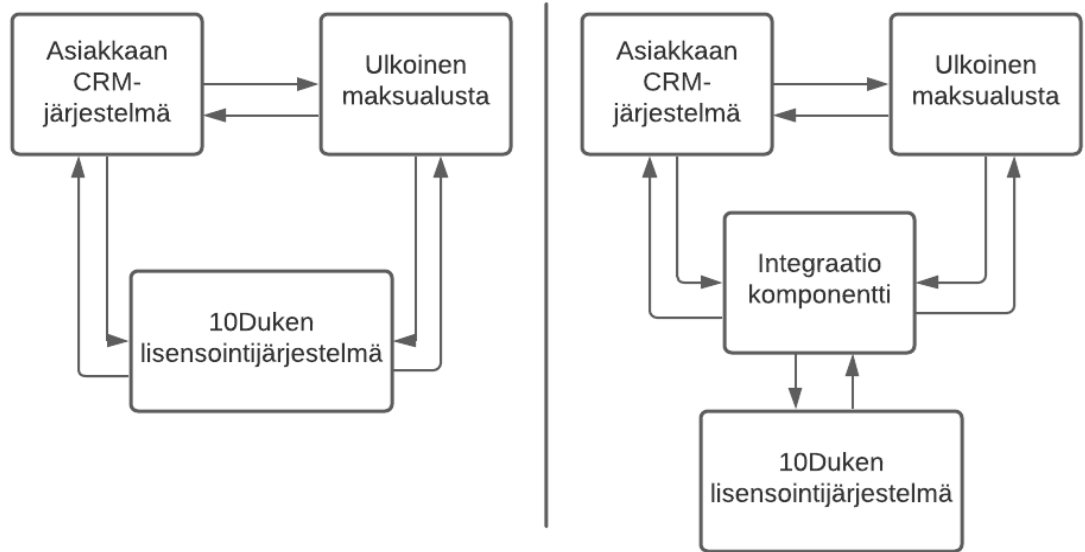 Asiakkaan
CRM-
järjestelmä
Ulkoinen
maksualusta
10Duken
lisensointijärjestelmä
Asiakkaan
CRM-
järjestelmä
Ulkoinen
maksualusta
Integraatio
komponentti
10Duken
lisensointijärjestelmä